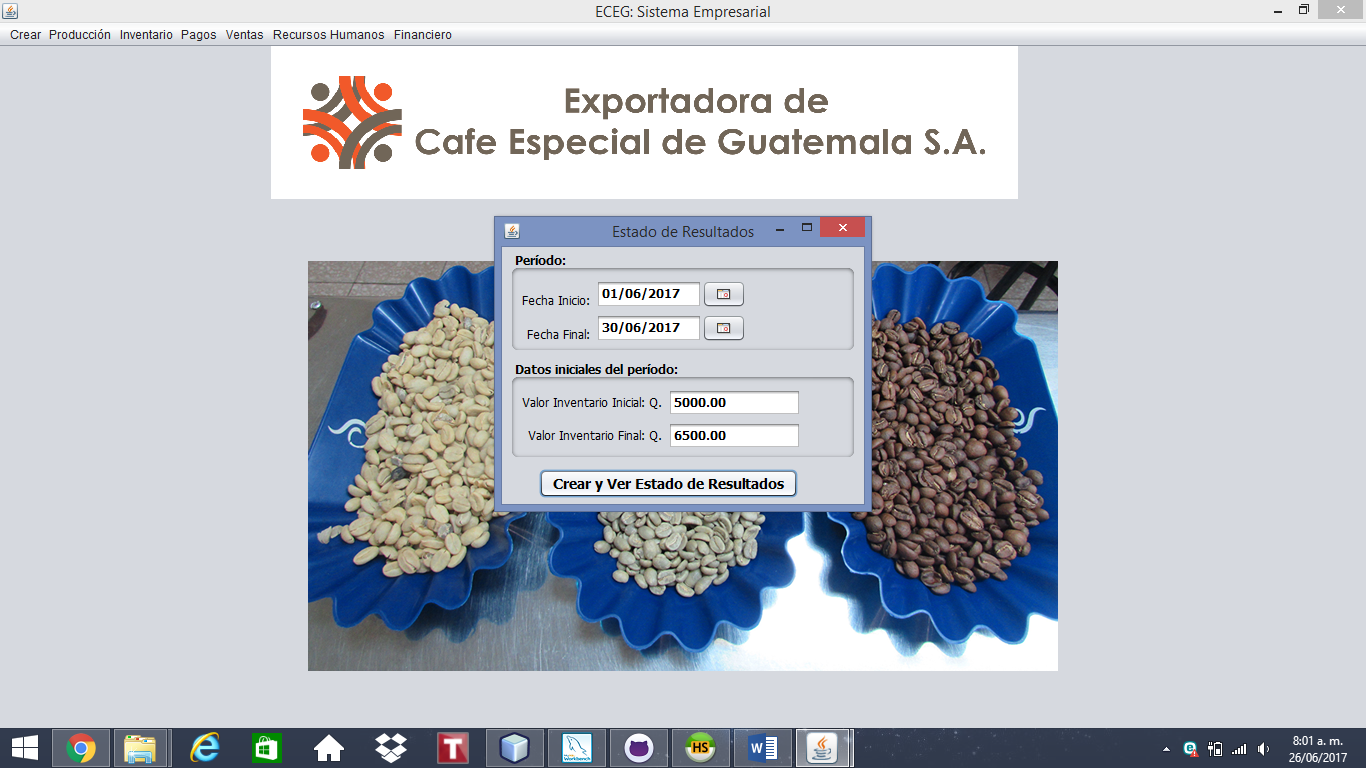 ECEG: Sistema Empresarial
Crear Producción Inventario Pagos Ventas Recursos Humanos Financiero
Exportadora de
Cafe Especial de Guatemala S.A.
Estado de Resultados
Período:
Fecha Inicio: 01/06/2017
Fecha Final: 30/06/2017
Datos iniciales del período:
Valor Inventario Inicial: Q. 5000.00
Valor Inventario Final: Q. 6500.00
Crear y Ver Estado de Resultados
T
Workbench
HS
W
8:01 a. m.
26/06/2017